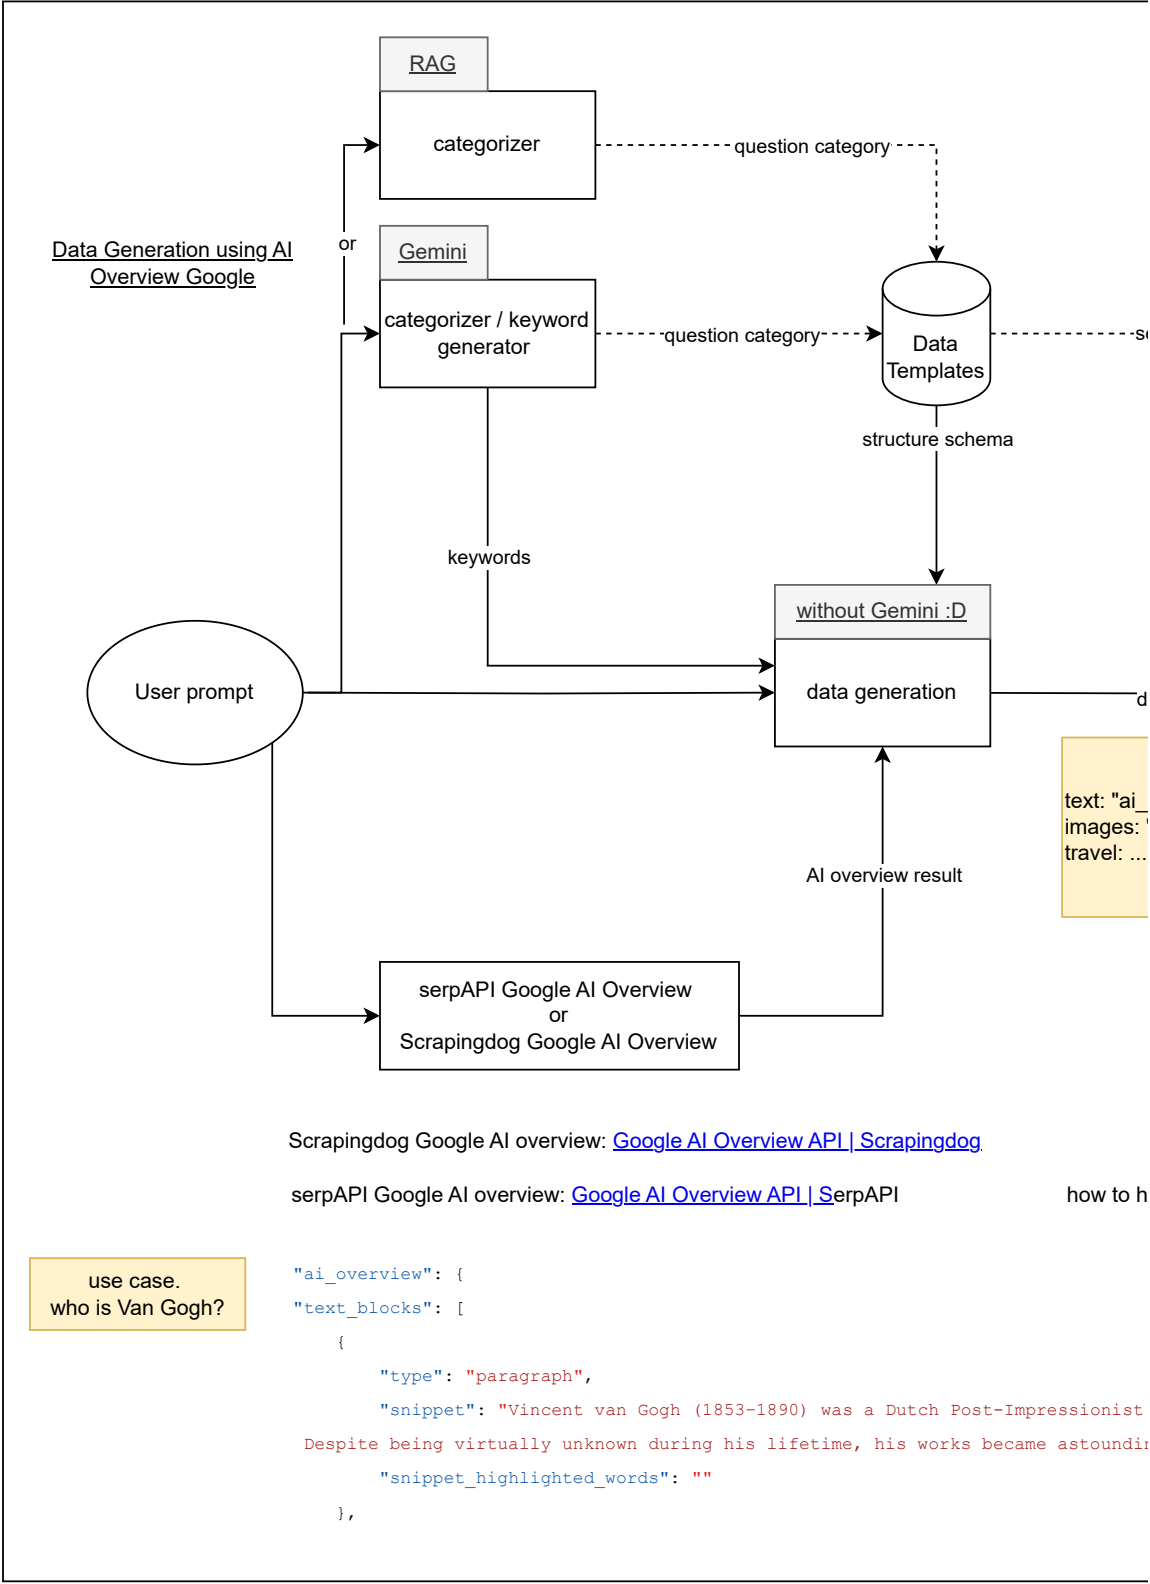 RAG
categorizer
question category
Data Generation using AI
Overview Google
or
Gemini
categorizer / keyword
generator
question category
Data
Templates
structure schema
keywords
without Gemini :D
User prompt
data generation
text: "ai_
images: "
travel: ...
AI overview result
serpAPI Google AI Overview
or
Scrapingdog Google AI Overview
Scrapingdog Google AI overview: Google AI Overview API | Scrapingdog
serpAPI Google AI overview: Google AI Overview API | SerpAPI
how to h
use case.
who is Van Gogh?
"ai_overview": {
"text_blocks": [
{
"type": "paragraph",
"snippet": "Vincent van Gogh (1853–1890) was a Dutch Post-Impressionist
Despite being virtually unknown during his lifetime, his works became astoundin
"snippet_highlighted_words": ""
},